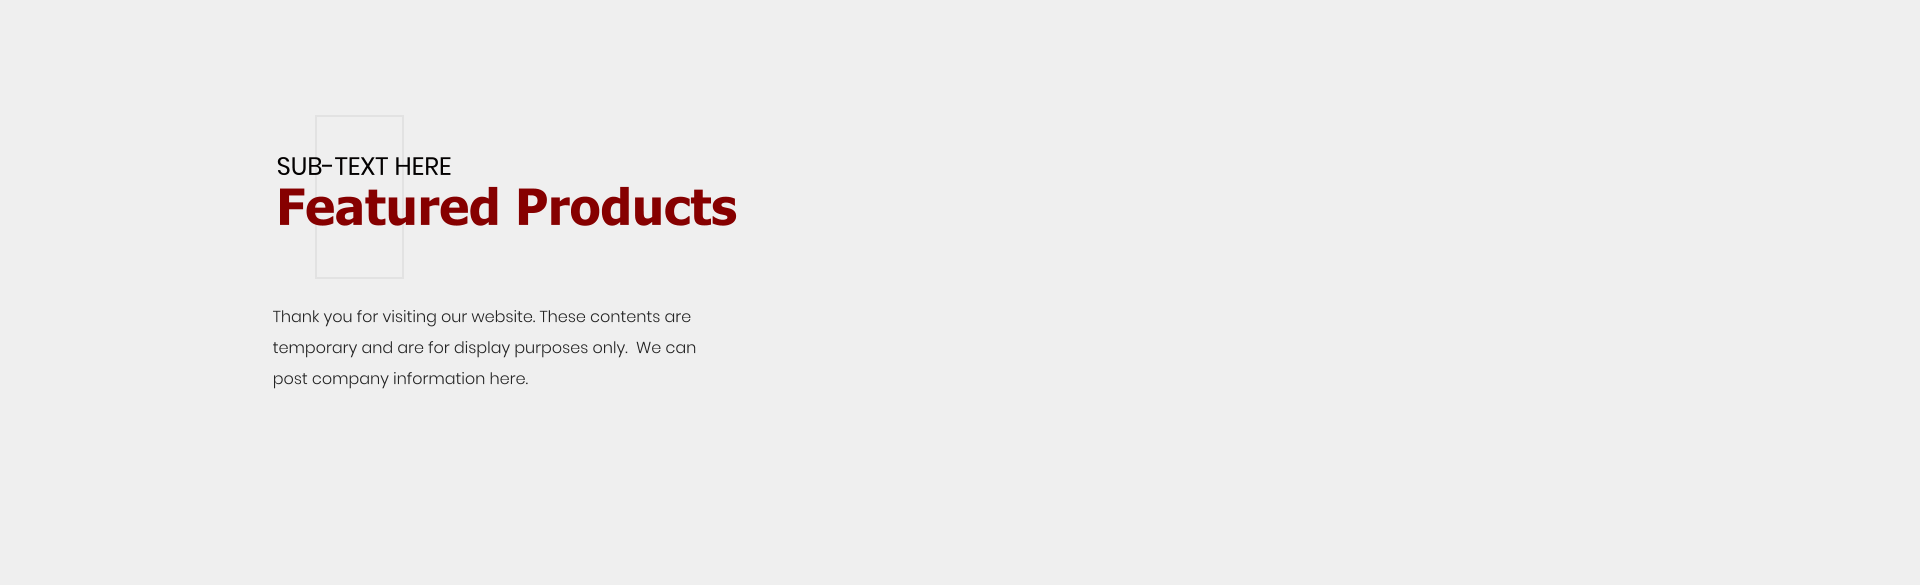 SUB-TEXT HERE
Featured Products
Thank you for visiting our website. These contents are
temporary and are for display purposes only.  We can
post company information here.